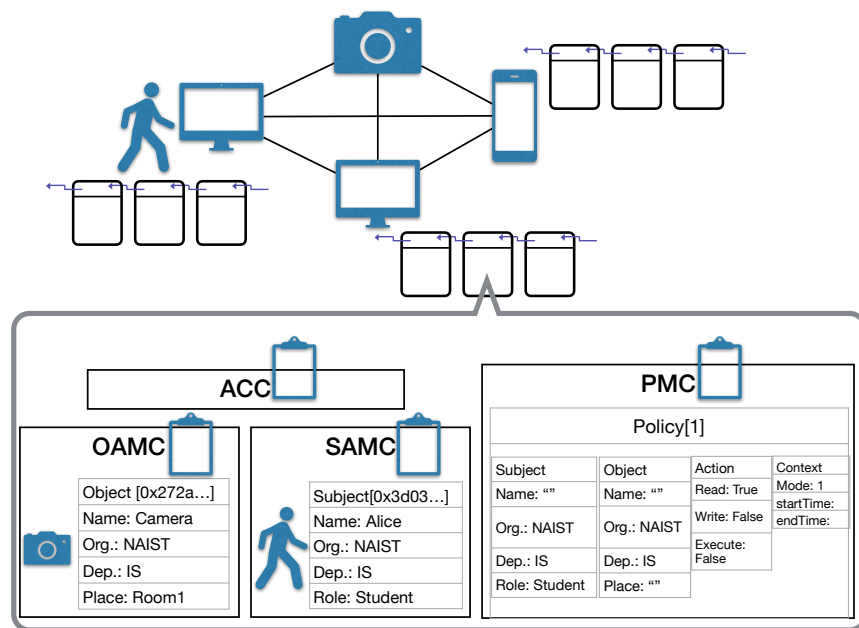 ACC
OAMC
Object [0x272a...]
Name: Camera
Org.: NAIST
Dep.: IS
Place: Room1
SAMC
Subject[0x3d03...]
Name: Alice
Org.: NAIST
Dep.: IS
Role: Student
PMC
Policy[1]
Subject
Name: “”
Org.: NAIST
Dep.: IS
Role: Student
Object
Name: “”
Org.: NAIST
Dep.: IS
Place: “”
Action
Read: True
Write: False
Execute:
False
Context
Mode: 1
startTime:
endTime: